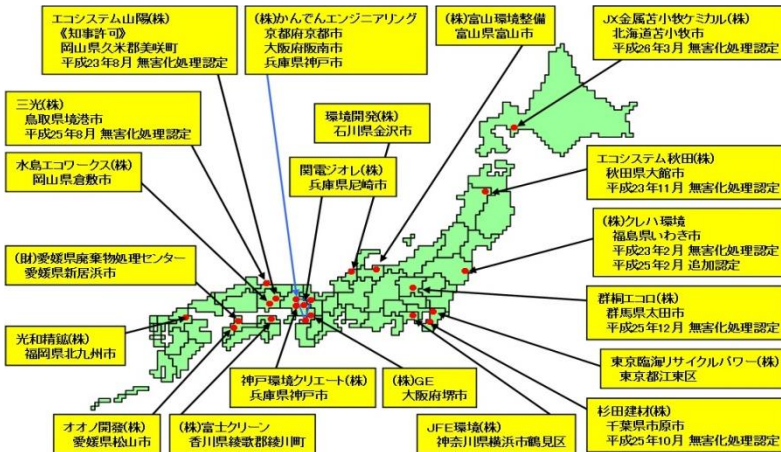 エコシステム山陽(株)
《知事許可》
岡山県久米郡美咲町
平成23年8月 無害化処理認定
(株)かんでんエンジニアリング
京都府京都市
大阪府阪南市
兵庫県神戸市
(株)富山環境整備
富山県富山市
JX金属苫小牧ケミカル(株)
北海道苫小牧市
平成26年3月 無害化処理認定
三光(株)
鳥取県境港市
平成25年8月 無害化処理認定
環境開発(株)
石川県金沢市
水島エコワークス(株)
岡山県倉敷市
関電ジオレ(株)
兵庫県尼崎市
エコシステム秋田(株)
秋田県大館市
平成23年11月 無害化処理認定
(株)クレハ環境
福島県いわき市
平成23年2月 無害化処理認定
平成25年2月 追加認定
(財)愛媛県廃棄物処理センター
愛媛県新居浜市
群桐エコロ(株)
群馬県太田市
平成25年12月 無害化処理認定
光和精鉱(株)
福岡県北九州市
神戸環境クリエート(株)
兵庫県神戸市
(株)GE
大阪府堺市
東京臨海リサイクルパワー(株)
東京都江東区
オオノ開發(株)
愛媛県松山市
(株)富士クリーン
香川県綾歌郡綾川町
JFE環境(株)
神奈川県横浜市鶴見区
杉田建材(株)
千葉県市原市
平成25年10月 無害化処理認定